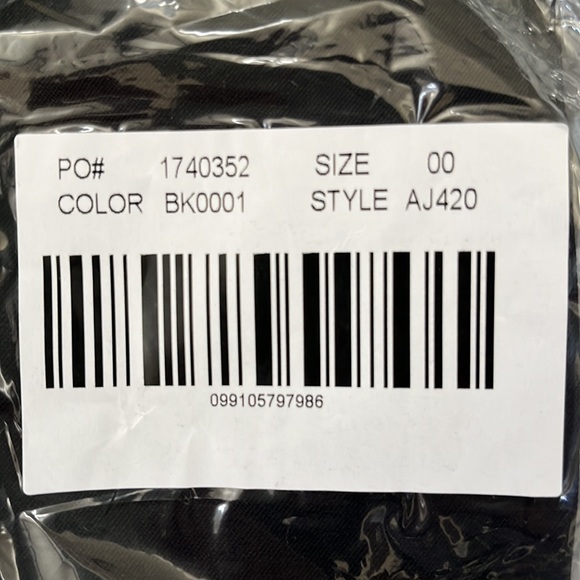 PO# 1740352 SIZE 00
COLOR BK0001 STYLE AJ420
099105797986